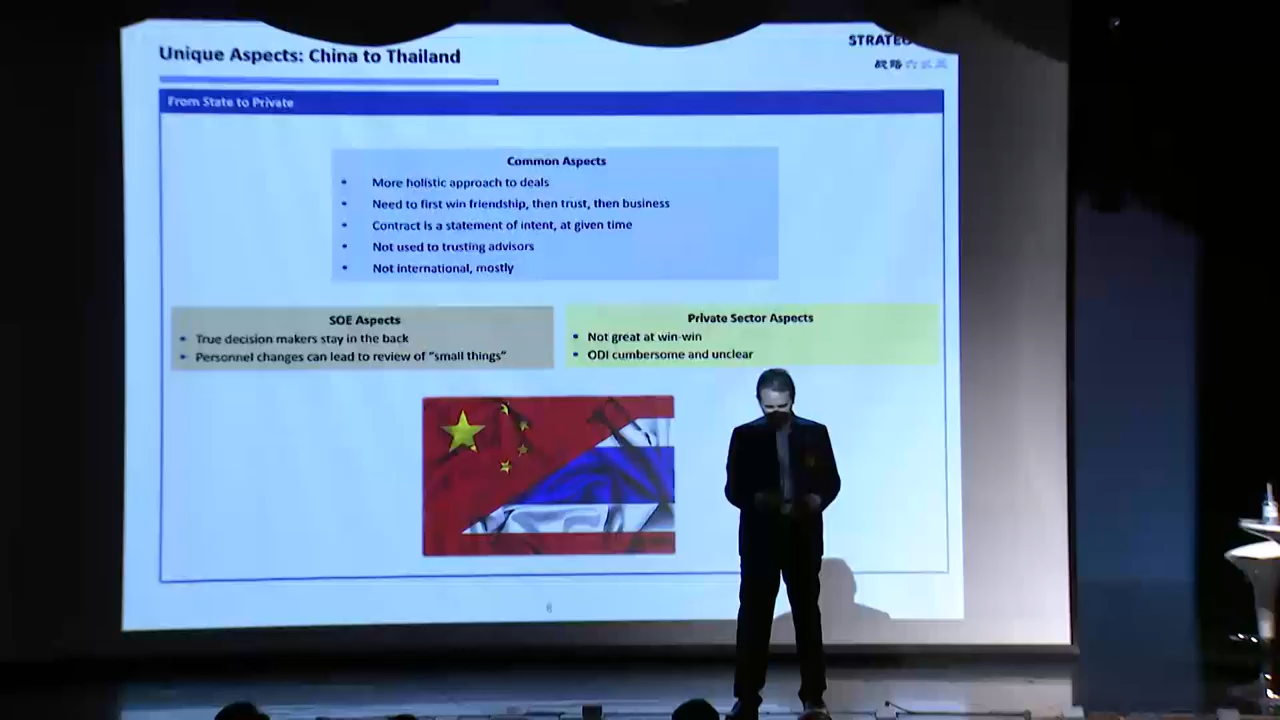 Unique Aspects: China to Thailand
From State to Private
Common Aspects
• More holistic approach to deals
• Need to first win friendship, then trust, then business
• Contract is a statement of intent, at given time
• Not used to trusting advisors
• Not international, mostly
SOE Aspects
• True decision makers stay in the back
• Personnel changes can lead to review of “small things”
Private Sector Aspects
• Not great at win-win
• ODI cumbersome and unclear
8